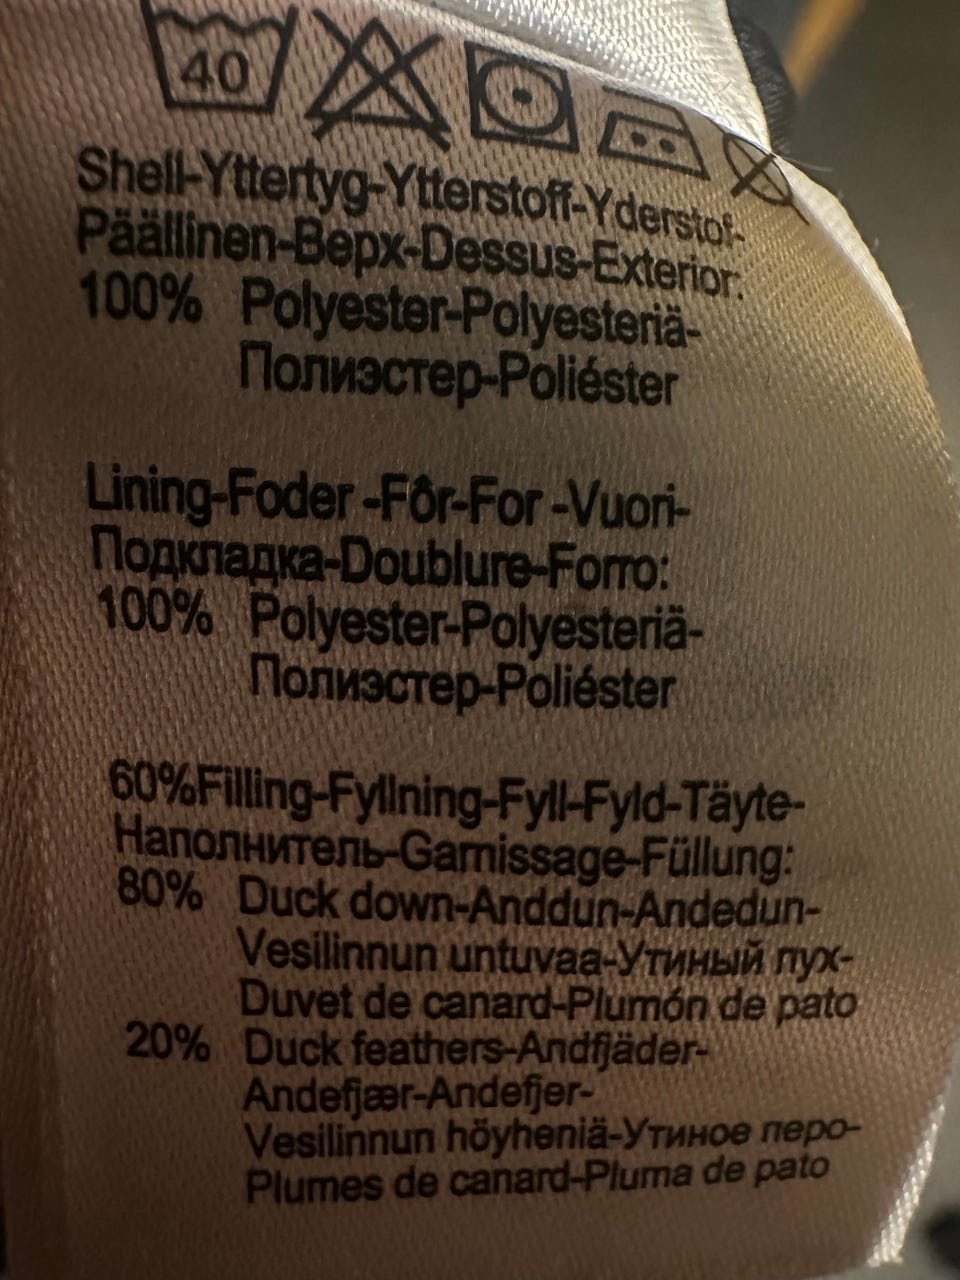 40
Shell-Yttertyg-Ytterstoff-Yderstof-
Päällinen-Верх-Dessus-Exterior:
100% Polyester-Polyesteriä-
Полиэстер-Poliéster
Lining-Foder -Fôr-For -Vuori-
Подкладка-Doublure-Forro:
100% Polyester-Polyesteriä-
Полиэстер-Poliéster
60%Filling-Fyllning-Fyll-Fyld-Täyte-
Наполнитель-Garnissage-Füllung:
80% Duck down-Anddun-Andedun-
Vesilinnun untuvaa-Утиный пух-
Duvet de canard-Plumón de pato
20% Duck feathers-Andfjäder-
Andefjær-Andefjer-
Vesilinnun höyheniä-Утиное перо-
Plumes de canard-Pluma de pato